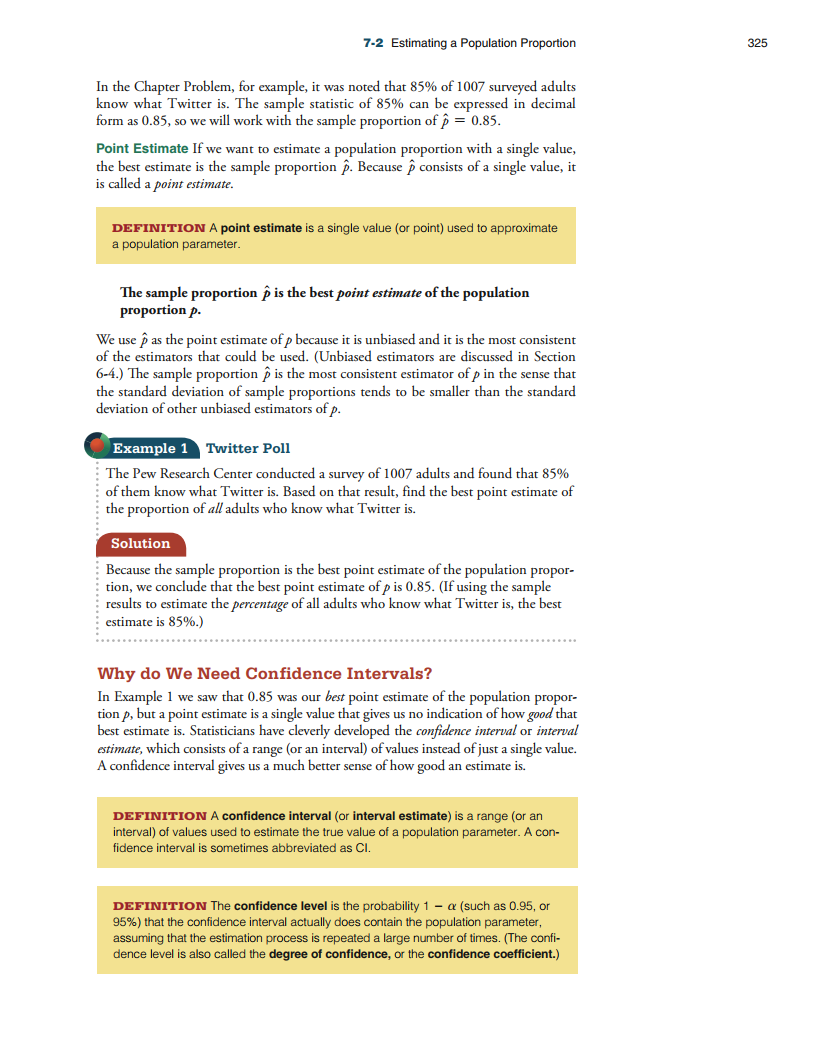 7-2 Estimating a Population Proportion 325
In the Chapter Problem, for example, it was noted that 85% of 1007 surveyed adults
know what Twitter is. The sample statistic of 85% can be expressed in decimal
form as 0.85, so we will work with the sample proportion of p̂ = 0.85.
Point Estimate If we want to estimate a population proportion with a single value,
the best estimate is the sample proportion p̂. Because p̂ consists of a single value, it
is called a point estimate.
DEFINITION A point estimate is a single value (or point) used to approximate
a population parameter.
The sample proportion p̂ is the best point estimate of the population
proportion p.
We use p̂ as the point estimate of p because it is unbiased and it is the most consistent
of the estimators that could be used. (Unbiased estimators are discussed in Section
6-4.) The sample proportion p̂ is the most consistent estimator of p in the sense that
the standard deviation of sample proportions tends to be smaller than the standard
deviation of other unbiased estimators of p.
Example 1 Twitter Poll
The Pew Research Center conducted a survey of 1007 adults and found that 85%
of them know what Twitter is. Based on that result, find the best point estimate of
the proportion of all adults who know what Twitter is.
Solution
Because the sample proportion is the best point estimate of the population propor-
tion, we conclude that the best point estimate of p is 0.85. (If using the sample
results to estimate the percentage of all adults who know what Twitter is, the best
estimate is 85%.)
Why do We Need Confidence Intervals?
In Example 1 we saw that 0.85 was our best point estimate of the population propor-
tion p, but a point estimate is a single value that gives us no indication of how good that
best estimate is. Statisticians have cleverly developed the confidence interval or interval
estimate, which consists of a range (or an interval) of values instead of just a single value.
A confidence interval gives us a much better sense of how good an estimate is.
DEFINITION A confidence interval (or interval estimate) is a range (or an
interval) of values used to estimate the true value of a population parameter. A con-
fidence interval is sometimes abbreviated as CI.
DEFINITION The confidence level is the probability 1 − α (such as 0.95, or
95%) that the confidence interval actually does contain the population parameter,
assuming that the estimation process is repeated a large number of times. (The confi-
dence level is also called the degree of confidence, or the confidence coefficient.)